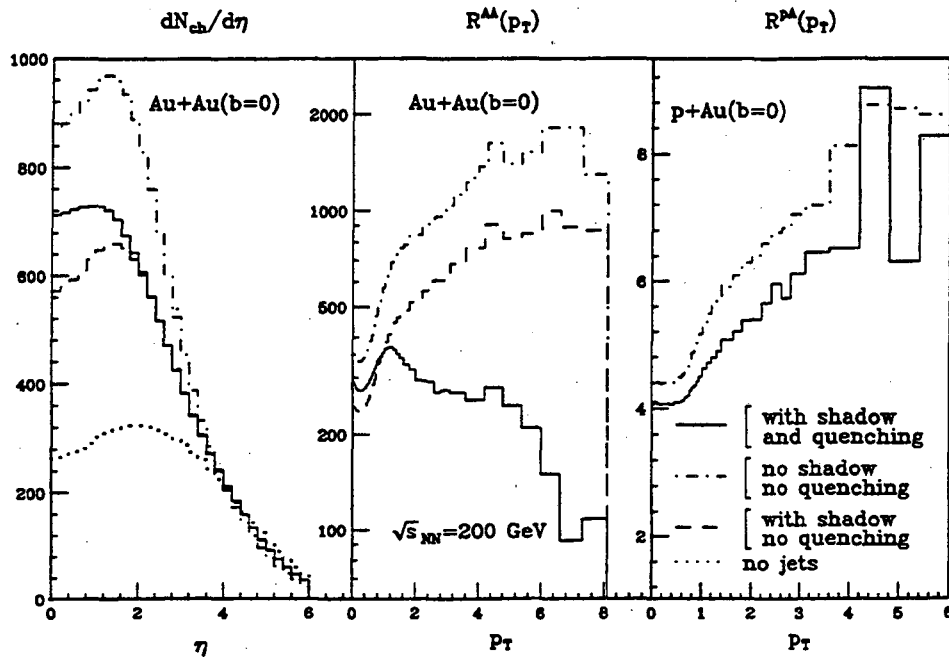 dN_ch/dη
R^AA(p_T)
R^pA(p_T)
1000
800
600
400
200
0
Au+Au(b=0)
0 2 4 6
η
2000
1000
500
200
100
Au+Au(b=0)
√s_NN=200 GeV
0 2 4 6 8
p_T
8
6
4
2
p+Au(b=0)
with shadow
and quenching
no shadow
no quenching
with shadow
no quenching
no jets
0 1 2 3 4 5 6
p_T